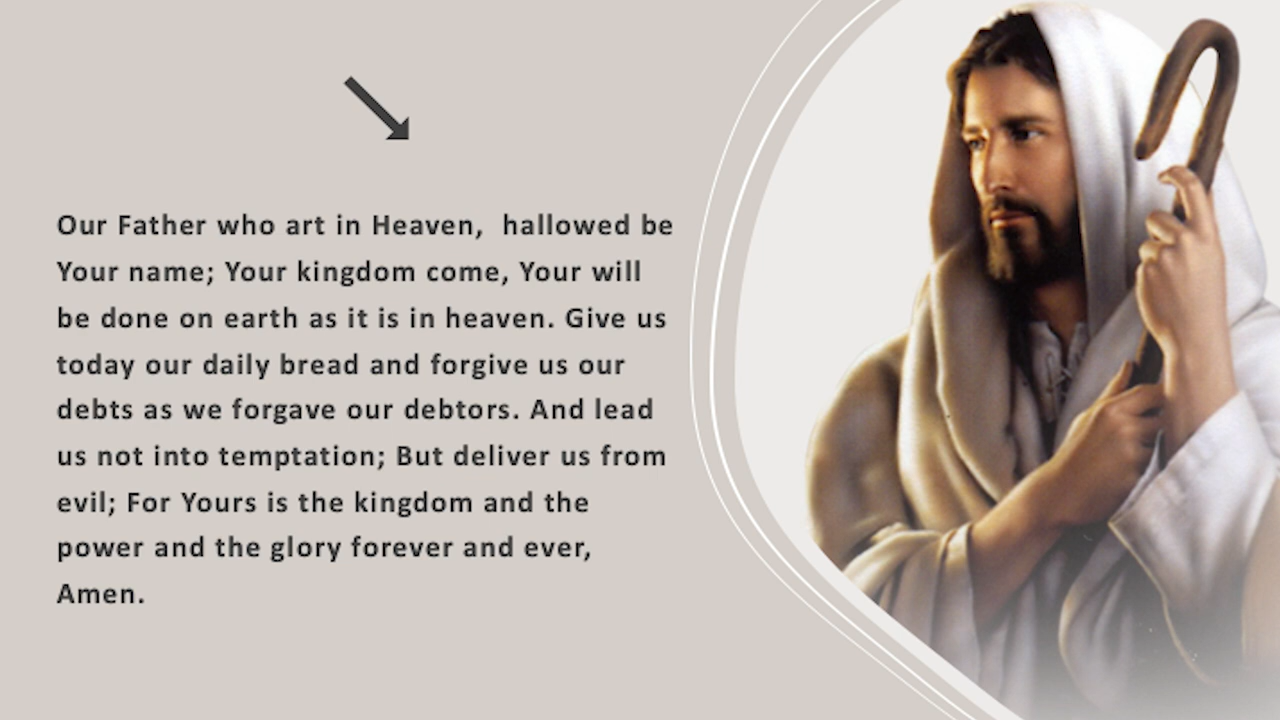 Our Father who art in Heaven,  hallowed be
Your name; Your kingdom come, Your will
be done on earth as it is in heaven. Give us
today our daily bread and forgive us our
debts as we forgave our debtors. And lead
us not into temptation; But deliver us from
evil; For Yours is the kingdom and the
power and the glory forever and ever,
Amen.